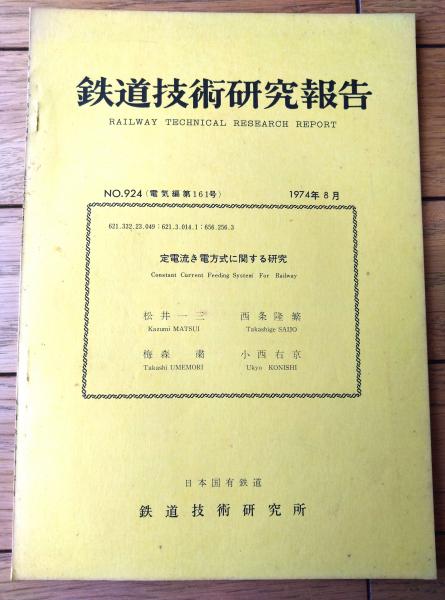 鉄道技術研究報告
RAILWAY TECHNICAL RESEARCH REPORT
NO.924 (電気編第161号) 1974年8月
621.332.23.049:621.3.014.1:656.256.3
定電流き電方式に関する研究
Constant Current Feeding System For Railway
松井一三 西条隆繁
Kazumi MATSUI Takashige SAIJO
梅森粛 小西右京
Takashi UMEMORI Ukyo KONISHI
日本国有鉄道
鉄道技術研究所